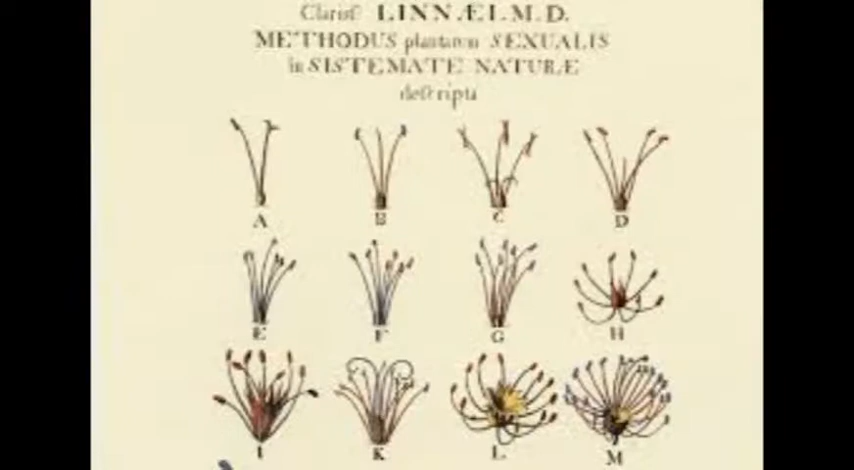 Clarisſ: LINNÆI. M. D.
METHODUS plantarum SEXUALIS
in SISTEMATE NATURÆ
deſcripta
A B C D
E F G H
I K L M